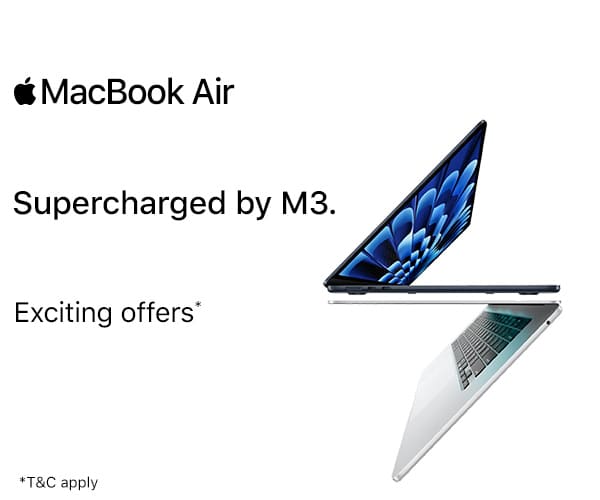 MacBook Air
Supercharged by M3.
Exciting offers*
*T&C apply